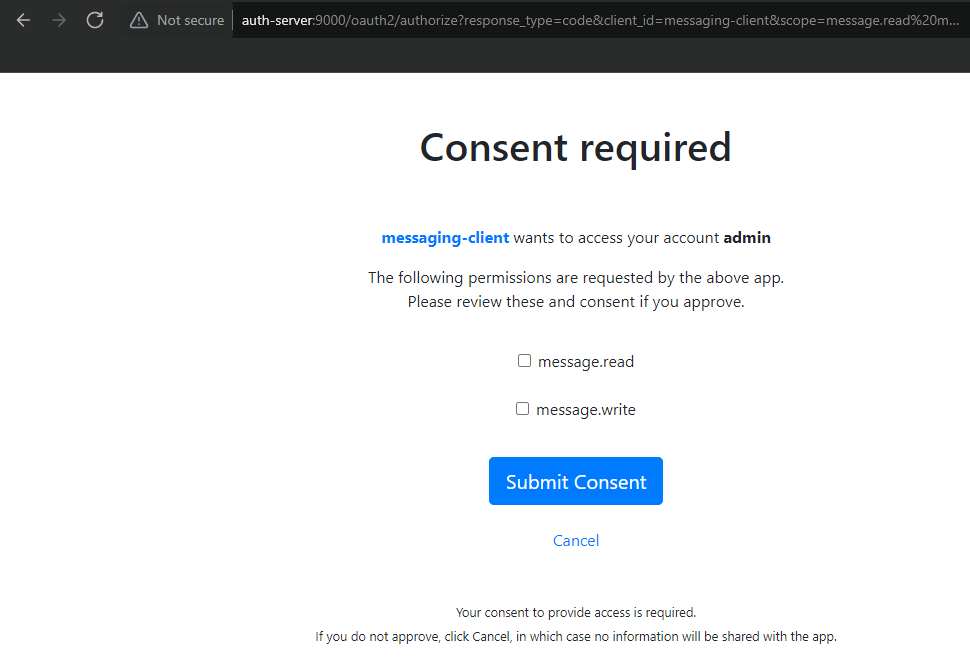 Not secure
auth-server:9000/oauth2/authorize?response_type=code&client_id=messaging-client&scope=message.read%20m...
Consent required
messaging-client wants to access your account admin
The following permissions are requested by the above app.
Please review these and consent if you approve.
message.read
message.write
Submit Consent
Cancel
Your consent to provide access is required.
If you do not approve, click Cancel, in which case no information will be shared with the app.